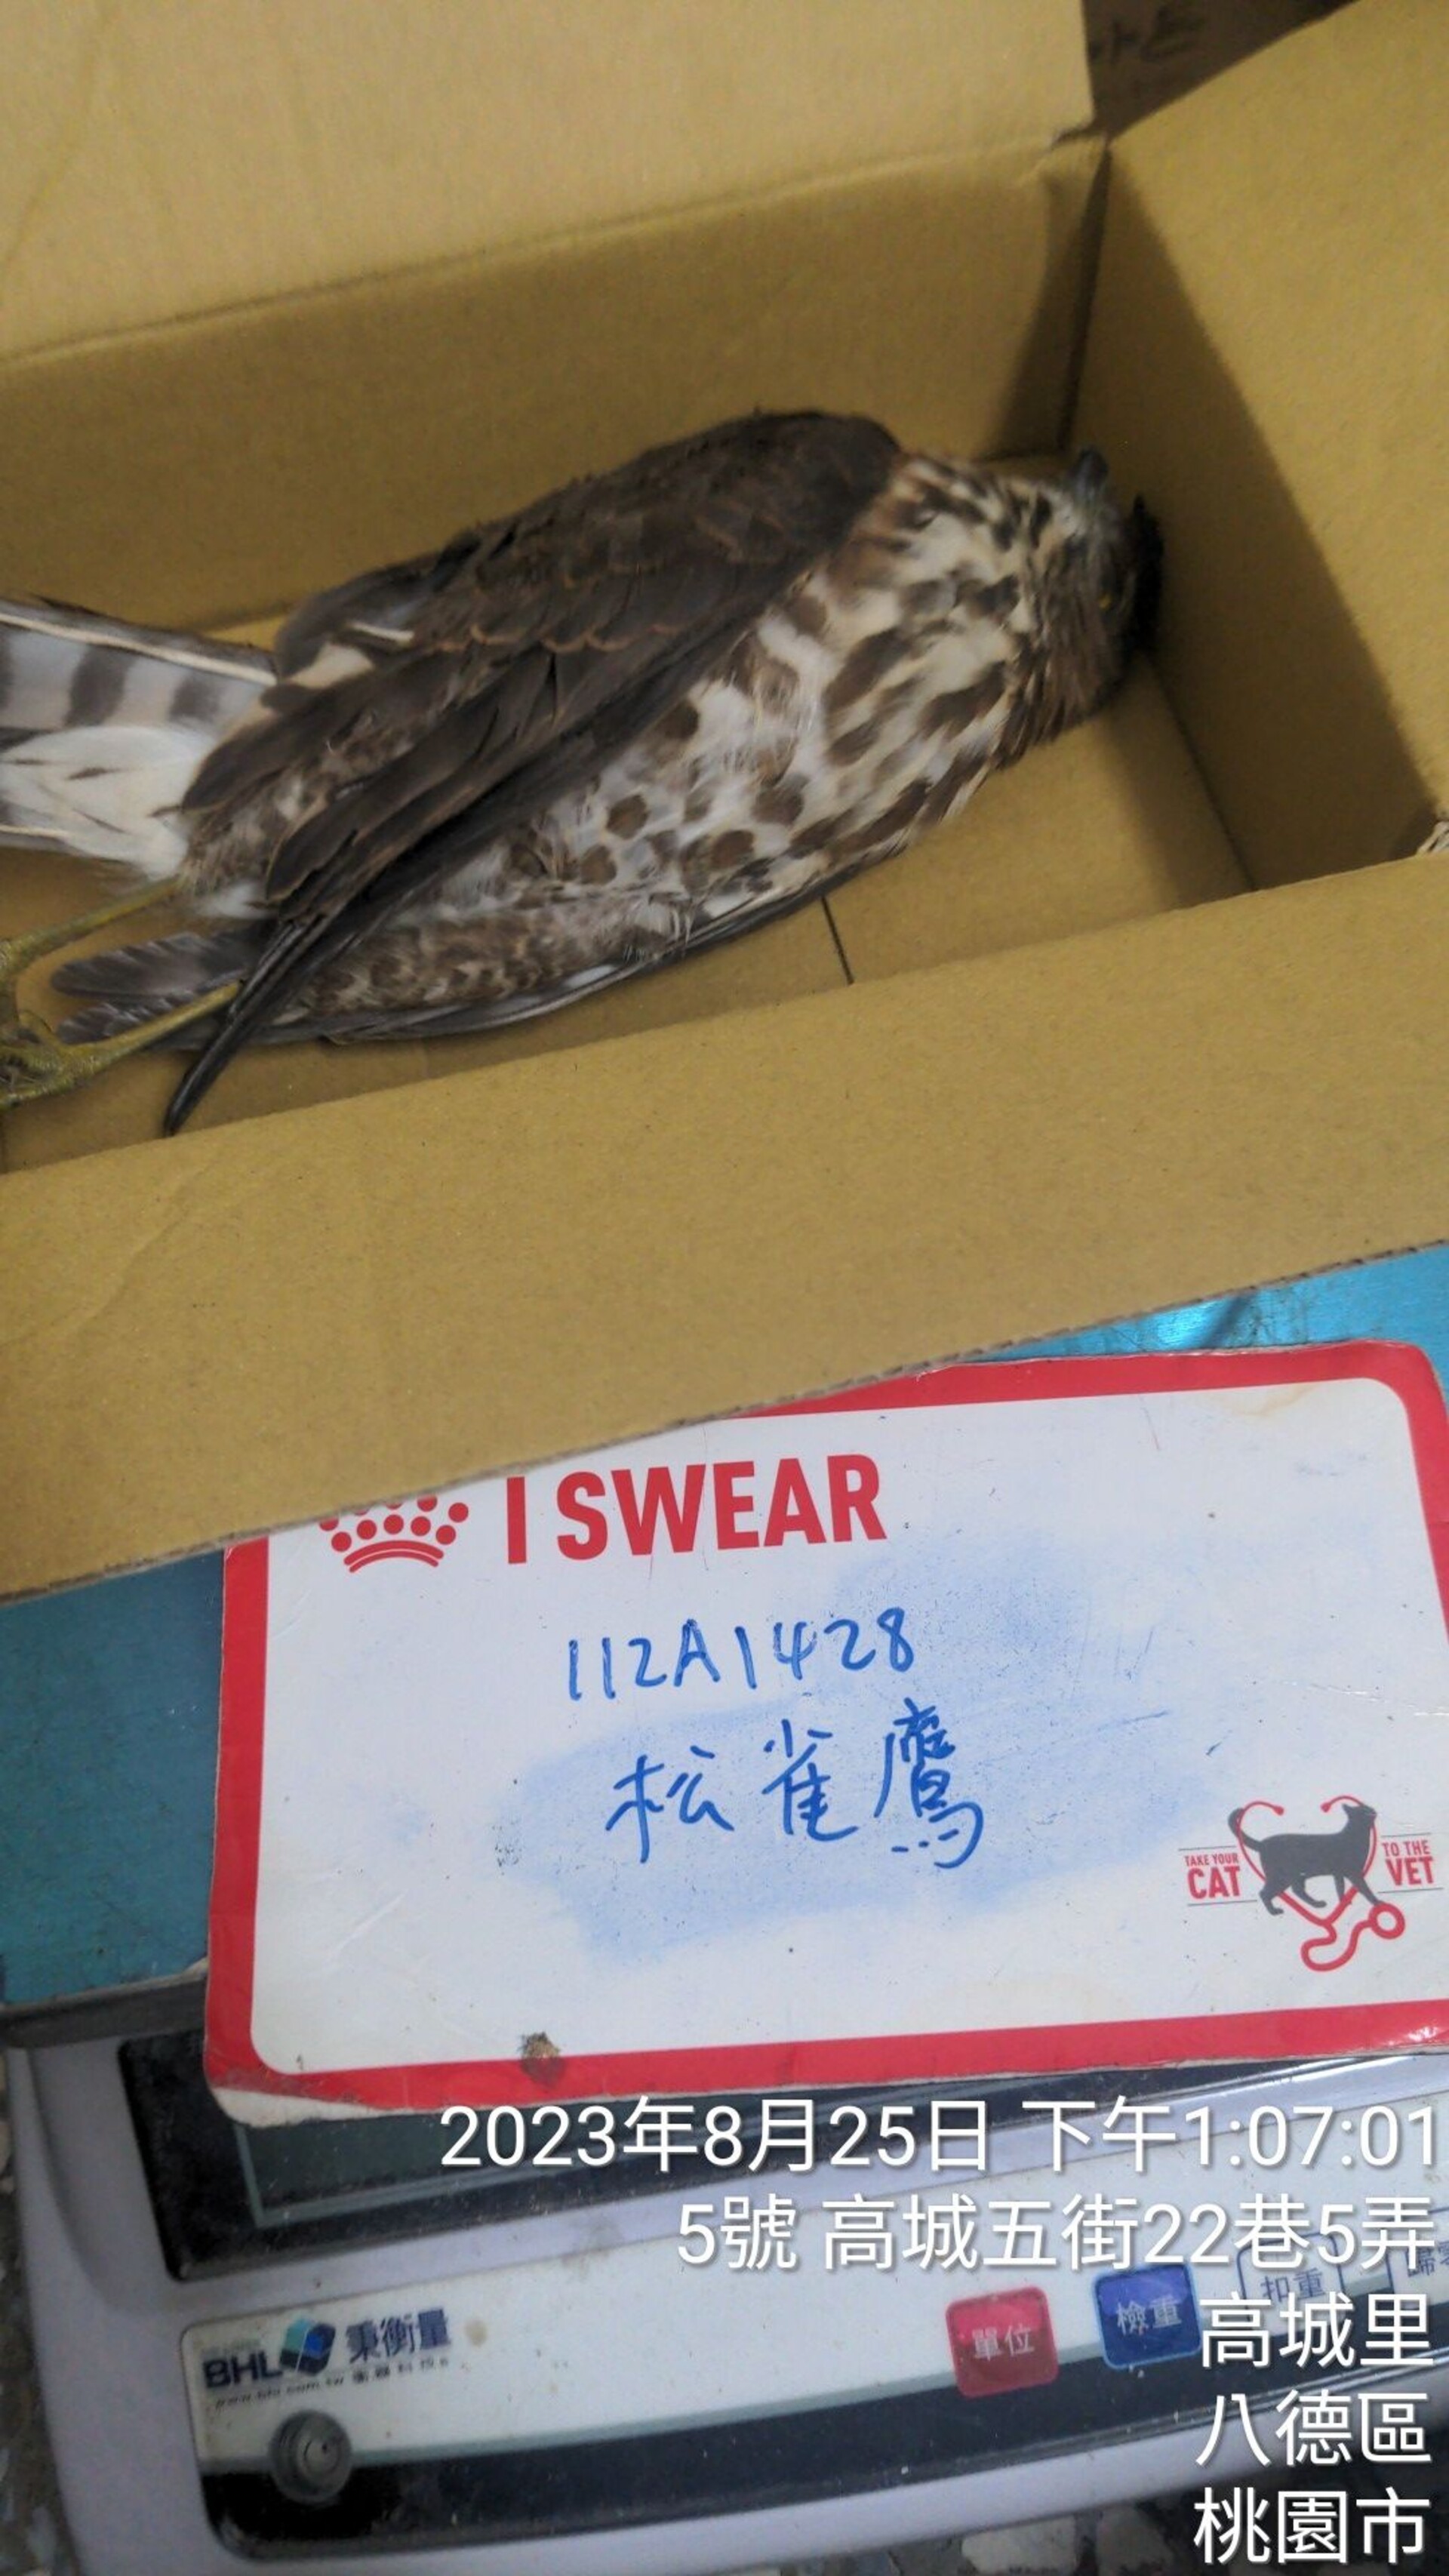 I SWEAR
112A1428
松雀鷹
TAKE YOUR
CAT
TO THE
VET
2023年8月25日 下午1:07:01
5號 高城五街22巷5弄
高城里
八德區
桃園市
BHL 秉衡量
單位
檢重
扣重